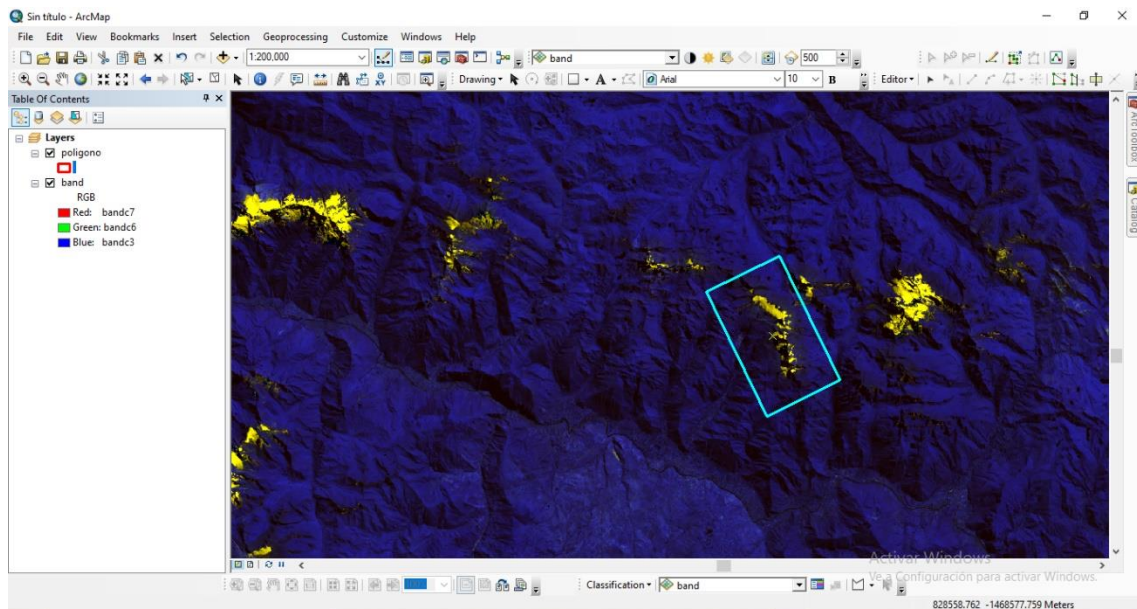 Sin título - ArcMap
File Edit View Bookmarks Insert Selection Geoprocessing Customize Windows Help
1:200,000 band 500
Drawing A Arial 10 B Editor
Table Of Contents
Layers
poligono
band
RGB
Red: bandc7
Green: bandc6
Blue: bandc3
ArcToolbox
Catalog
Activar Windows
Ve a Configuración para activar Windows.
Classification band
828558.762 -1468577.759 Meters